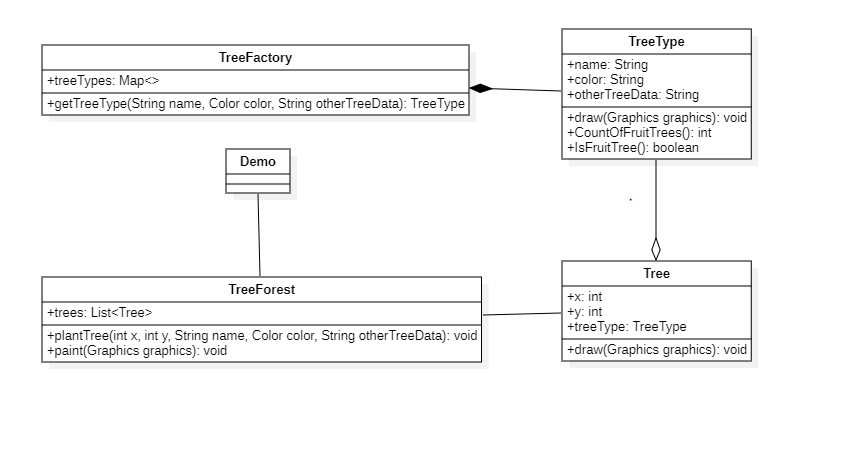 TreeFactory
+treeTypes: Map<>
+getTreeType(String name, Color color, String otherTreeData): TreeType
TreeType
+name: String
+color: String
+otherTreeData: String
+draw(Graphics graphics): void
+CountOfFruitTrees(): int
+IsFruitTree(): boolean
Demo
TreeForest
+trees: List<Tree>
+plantTree(int x, int y, String name, Color color, String otherTreeData): void
+paint(Graphics graphics): void
Tree
+x: int
+y: int
+treeType: TreeType
+draw(Graphics graphics): void